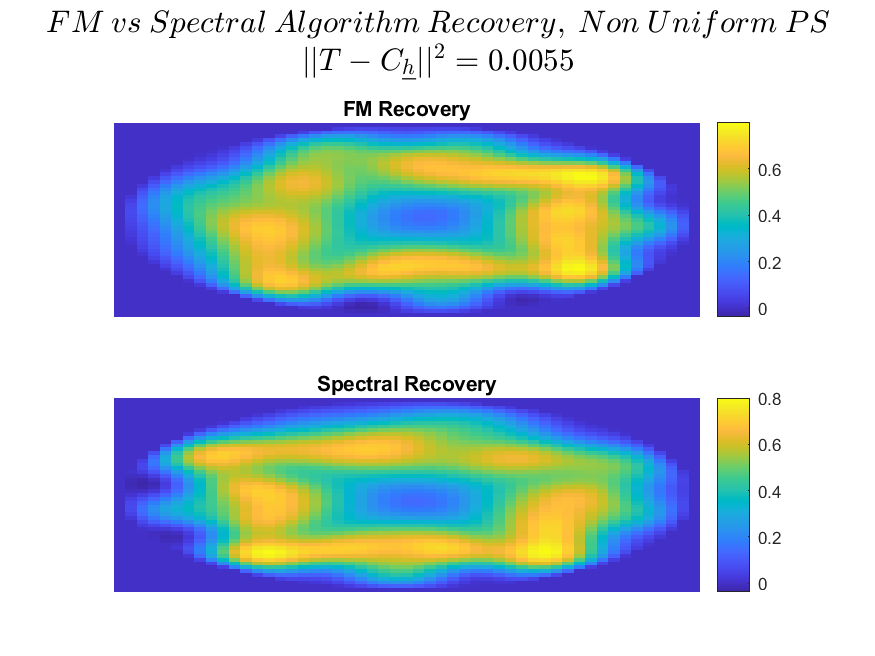 FM vs Spectral Algorithm Recovery, Non Uniform PS
||T − C_h||² = 0.0055
FM Recovery
0.6
0.4
0.2
0
Spectral Recovery
0.8
0.6
0.4
0.2
0